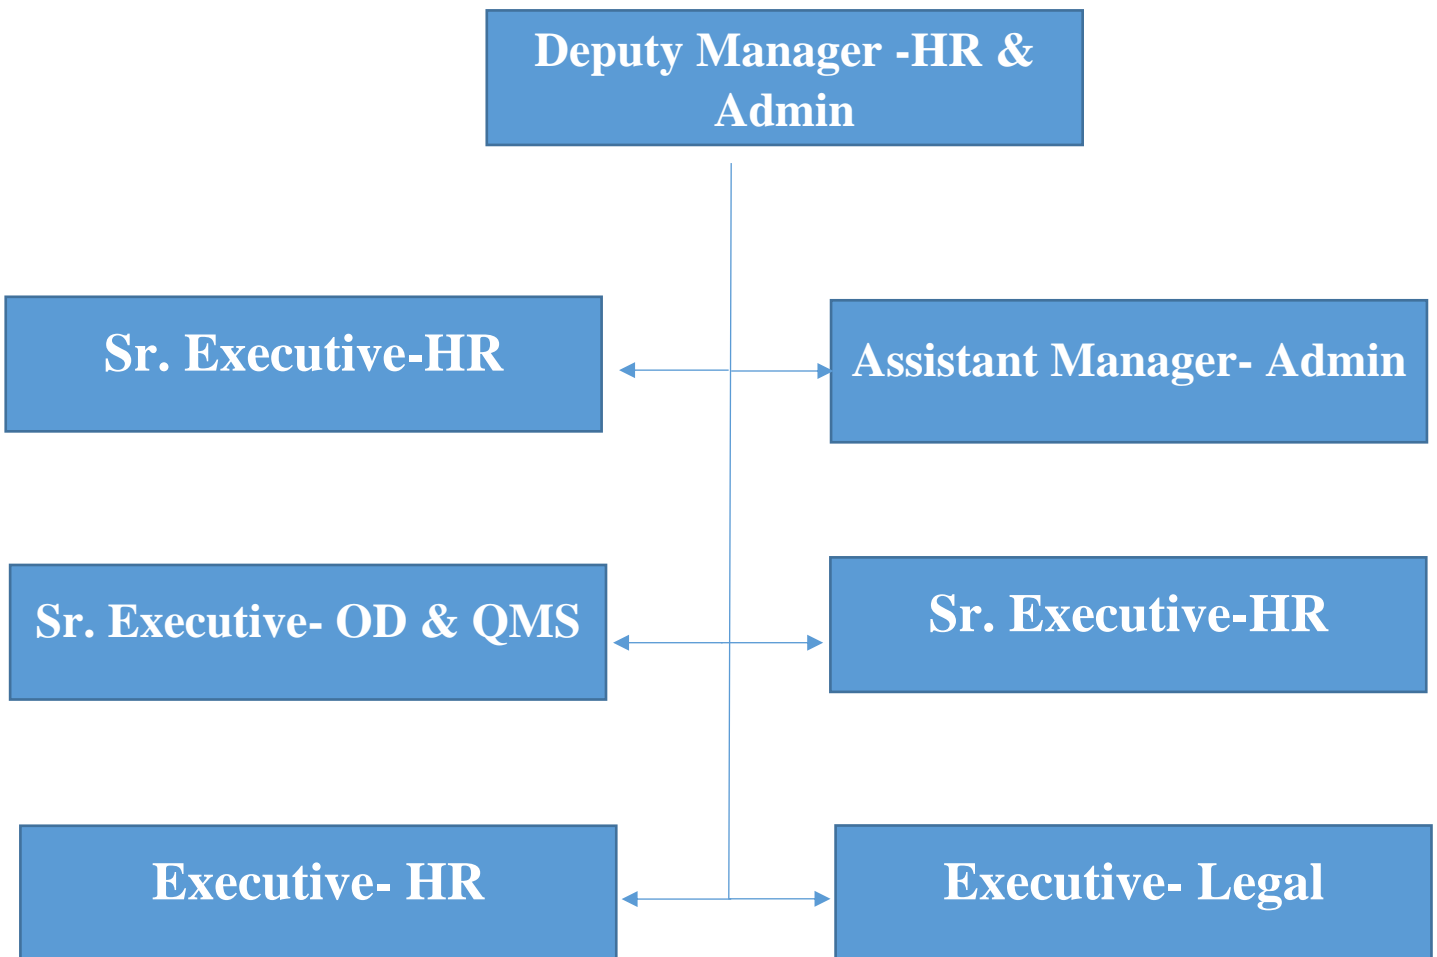 Deputy Manager -HR &
Admin
Sr. Executive-HR
Assistant Manager- Admin
Sr. Executive- OD & QMS
Sr. Executive-HR
Executive- HR
Executive- Legal